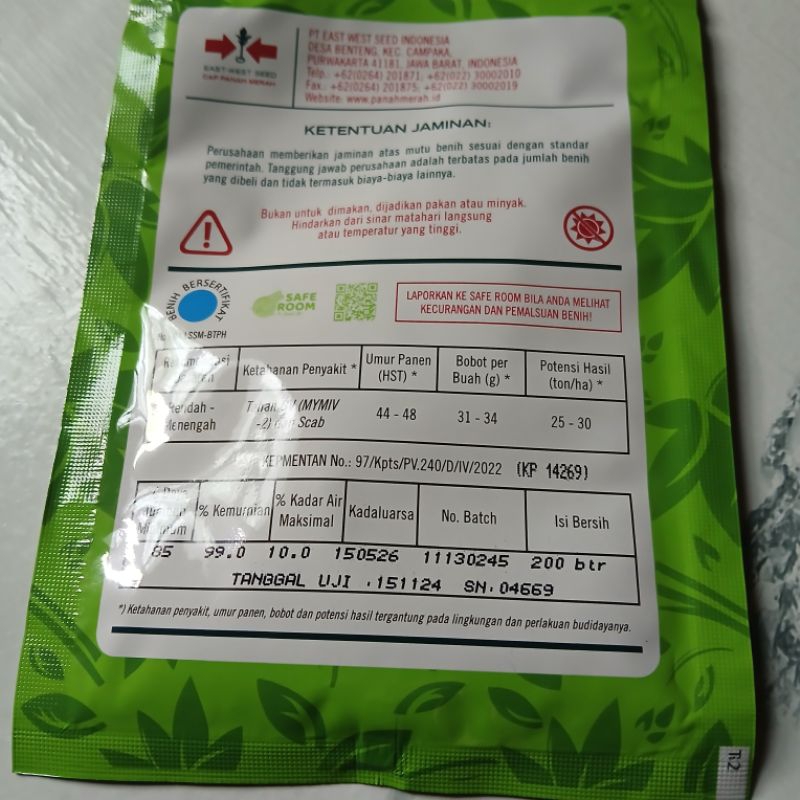 EAST-WEST SEED
CAP PANAH MERAH
PT EAST WEST SEED INDONESIA
DESA BENTENG, KEC. CAMPAKA,
PURWAKARTA 41181, JAWA BARAT, INDONESIA
Telp.: +62(0264) 201871, +62(022) 30002010
Fax.: +62(0264) 201875, +62(022) 30002019
Website: www.panahmerah.id
KETENTUAN JAMINAN:
Perusahaan memberikan jaminan atas mutu benih sesuai dengan standar
pemerintah. Tanggung jawab perusahaan adalah terbatas pada jumlah benih
yang dibeli dan tidak termasuk biaya-biaya lainnya.
Bukan untuk dimakan, dijadikan pakan atau minyak.
Hindarkan dari sinar matahari langsung
atau temperatur yang tinggi.
BENIH BERSERTIFIKAT
LSSM-BTPH
SAFE
ROOM
LAPORKAN KE SAFE ROOM BILA ANDA MELIHAT
KECURANGAN DAN PEMALSUAN BENIH!
Ketahanan Penyakit *
Umur Panen
(HST) *
Bobot per
Buah (g) *
Potensi Hasil
(ton/ha) *
Rendah -
Menengah
(MYMIV
-2) dan Scab
44 - 48
31 - 34
25 - 30
KEPMENTAN No.: 97/Kpts/PV.240/D/IV/2022 (KP 14269)
Minimum
% Kemurnian
% Kadar Air
Maksimal
Kadaluarsa
No. Batch
Isi Bersih
85 99.0 10.0 150526 11130245 200 btr
TANGGAL UJI .151124 SN.04669
*) Ketahanan penyakit, umur panen, bobot dan potensi hasil tergantung pada lingkungan dan perlakuan budidayanya.
T:2